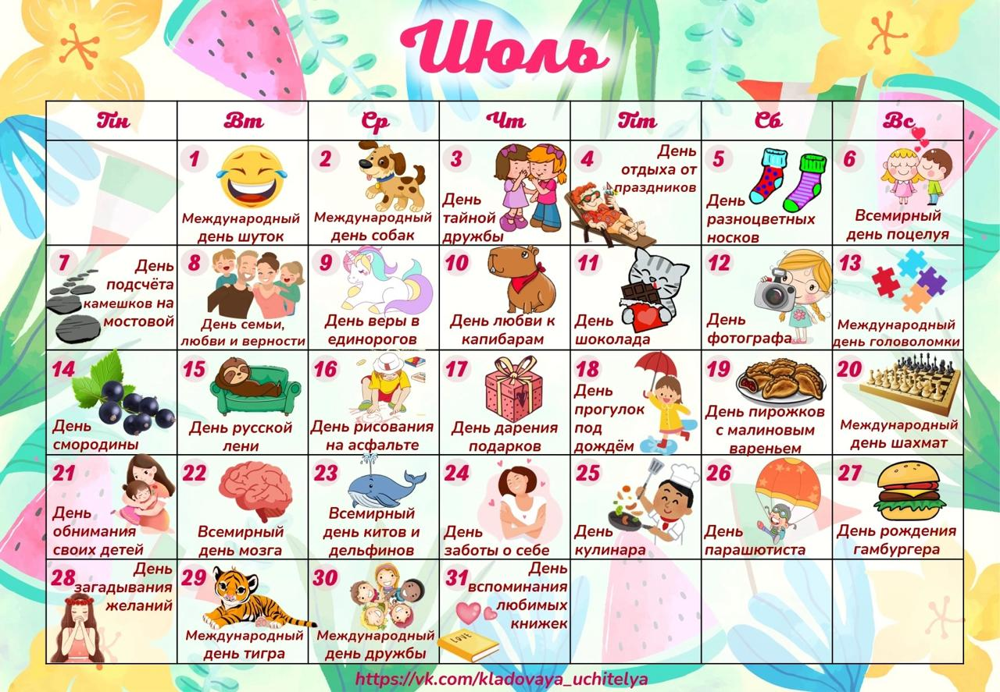 Июль
Пн Вт Ср Чт Пт Сб Вс
1
Международный
день шуток
2
Международный
день собак
3
День
тайной
дружбы
4
День
отдыха от
праздников
5
День
разноцветных
носков
6
Всемирный
день поцелуя
7
День
подсчёта
камешков на
мостовой
8
День семьи,
любви и верности
9
День веры в
единорогов
10
День любви к
капибарам
11
День
шоколада
12
День
фотографа
13
Международный
день головоломки
14
День
смородины
15
День русской
лени
16
День рисования
на асфальте
17
День дарения
подарков
18
День
прогулок
под
дождём
19
День пирожков
с малиновым
вареньем
20
Международный
день шахмат
21
День
обнимания
своих детей
22
Всемирный
день мозга
23
Всемирный
день китов и
дельфинов
24
День
заботы о себе
25
День
кулинара
26
День
парашютиста
27
День рождения
гамбургера
28
День
загадывания
желаний
29
Международный
день тигра
30
Международный
день дружбы
31
День
вспоминания
любимых
книжек
LOVE
https://vk.com/kladovaya_uchitelya